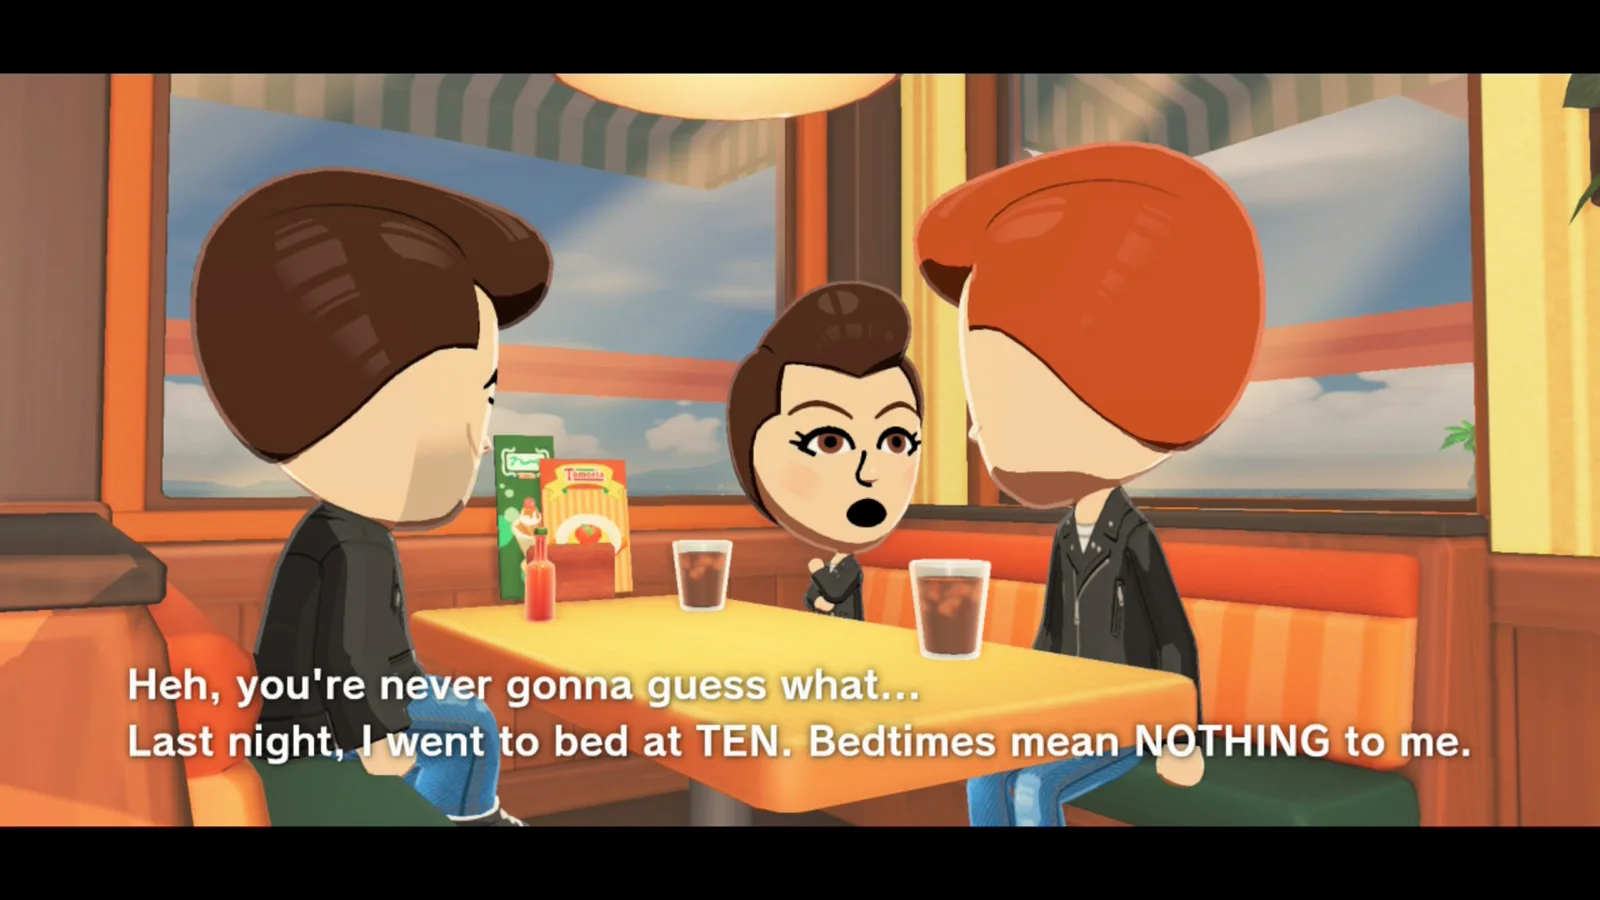 Tomoria
Heh, you're never gonna guess what...
Last night, I went to bed at TEN. Bedtimes mean NOTHING to me.